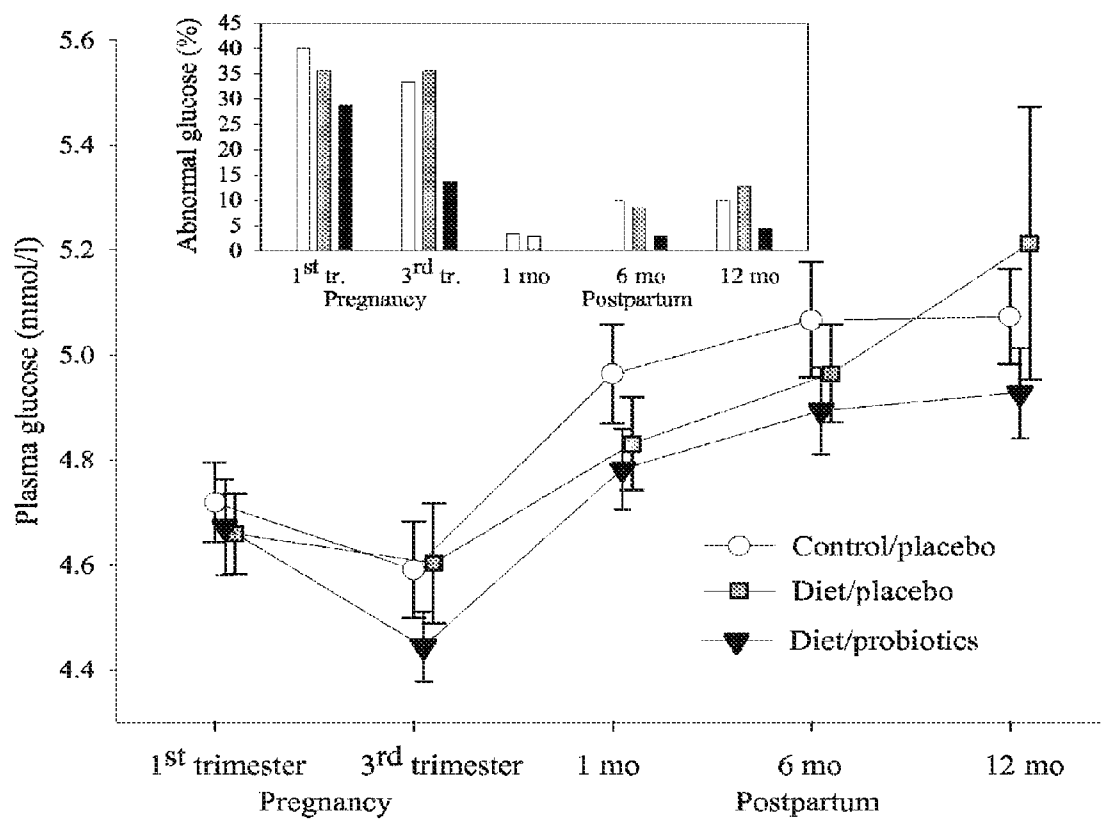 Plasma glucose (mmol/l)
5.6
5.4
5.2
5.0
4.8
4.6
4.4
Abnormal glucose (%)
45
40
35
30
25
20
15
10
5
0
1st tr. 3rd tr. 1 mo 6 mo 12 mo
Pregnancy Postpartum
Control/placebo
Diet/placebo
Diet/probiotics
1st trimester 3rd trimester 1 mo 6 mo 12 mo
Pregnancy Postpartum